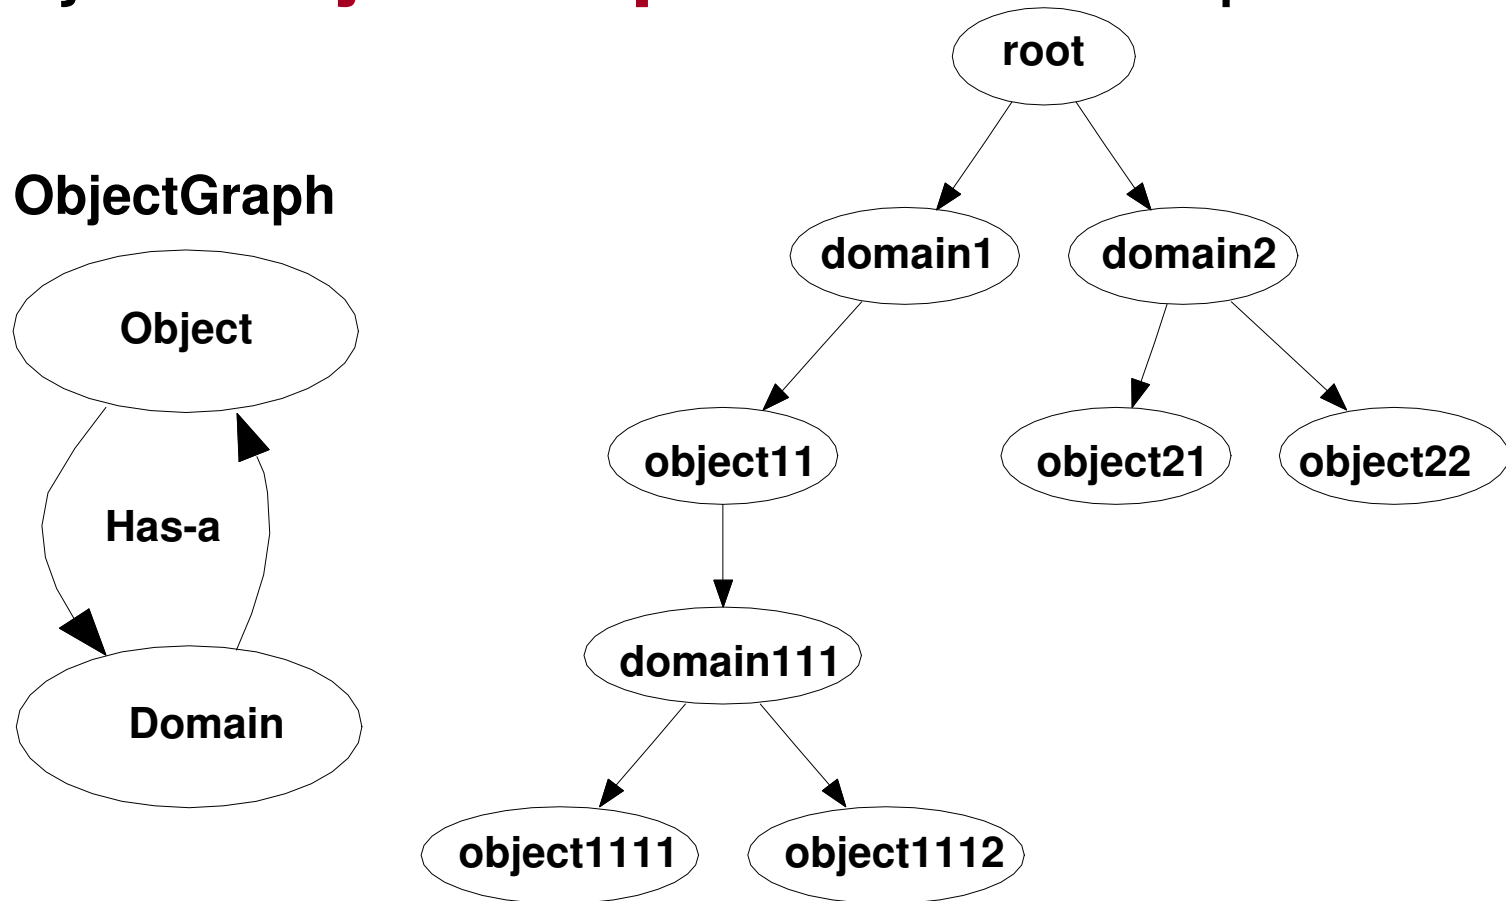 root
ObjectGraph
domain1 domain2
Object
object11 object21 object22
Has-a
domain111
Domain
object1111 object1112